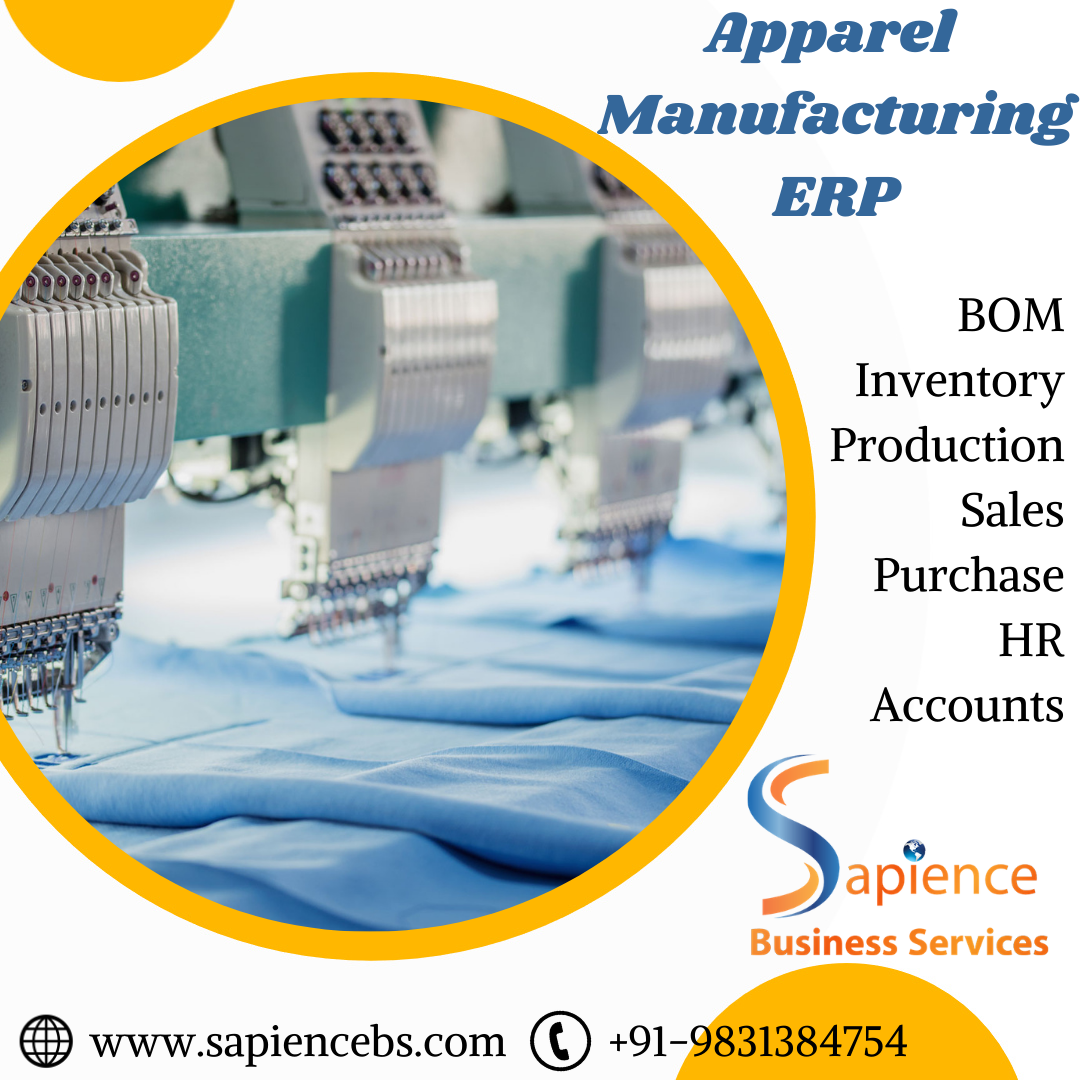 Apparel
Manufacturing
ERP
BOM
Inventory
Production
Sales
Purchase
HR
Accounts
Sapience
Business Services
www.sapiencebs.com
+91-9831384754